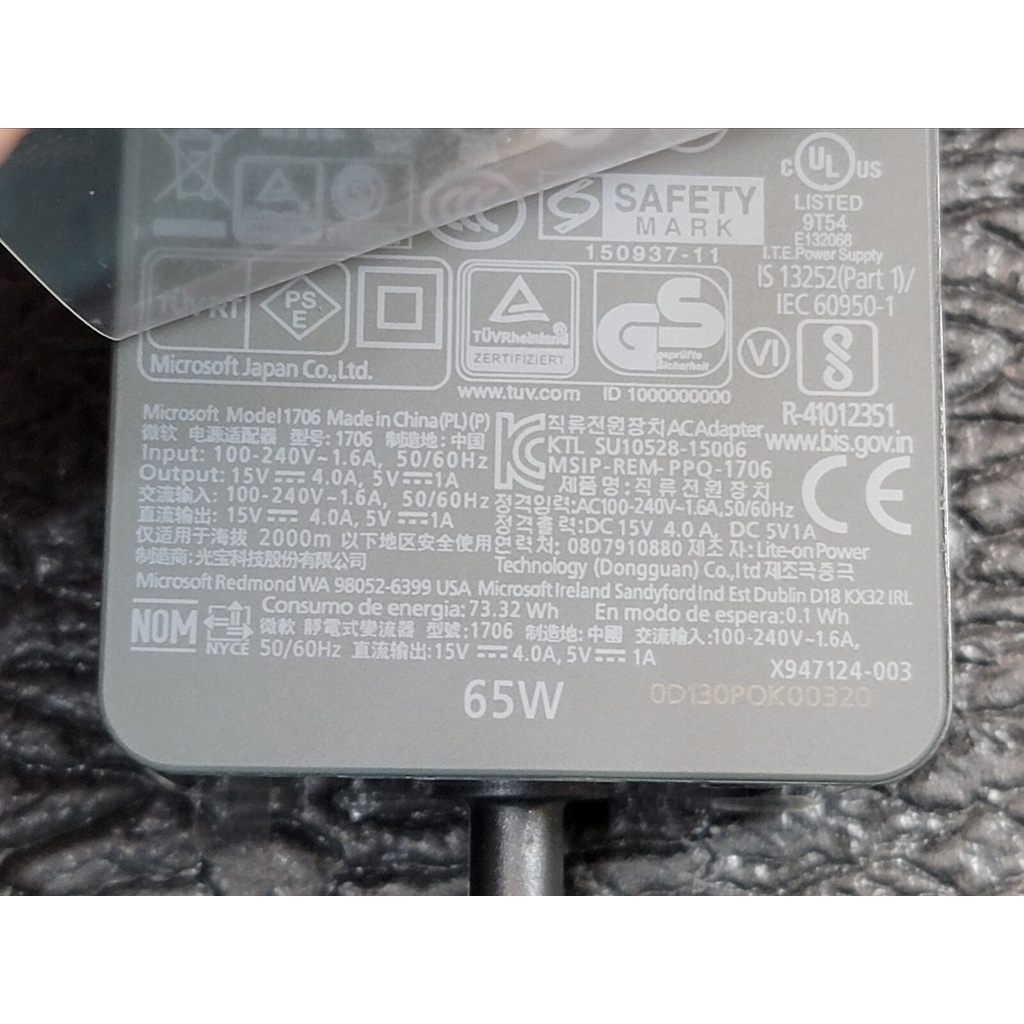 CCC
SAFETY
MARK
150937-11
C UL US
LISTED
9T54
E132068
I.T.E. Power Supply
IS 13252(Part 1)/
IEC 60950-1
PS
E
Microsoft Japan Co.,Ltd.
TÜVRheinland®
ZERTIFIZIERT
GS
geprüfte
Sicherheit
www.tuv.com ID 1000000000
VI
R-41012351
www.bis.gov.in
Microsoft Model 1706 Made in China(PL)(P)
微软 电源适配器 型号: 1706 制造地: 中国
Input: 100-240V~1.6A, 50/60Hz
Output: 15V 4.0A, 5V 1A
交流输入: 100-240V~1.6A, 50/60Hz
直流输出: 15V 4.0A, 5V 1A
仅适用于海拔 2000m 以下地区安全使用
制造商: 光宝科技股份有限公司
직류전원장치 AC Adapter
KTL SU10528-15006
MSIP-REM-PPQ-1706
제품명: 직류전원장치
정격입력:AC100-240V~1.6A,50/60Hz
정격출력:DC 15V 4.0 A, DC 5V1A
연락처: 0807910880 제조자: Lite-on Power
Technology (Dongguan) Co.,ltd 제조국중국
CE
Microsoft Redmond WA 98052-6399 USA Microsoft Ireland Sandyford Ind Est Dublin D18 KX32 IRL
NOM
NYCE
Consumo de energia: 73.32 Wh En modo de espera: 0.1 Wh
微軟 靜電式變流器 型號: 1706 製造地: 中國 交流輸入:100-240V~1.6A,
50/60Hz 直流輸出:15V 4.0A, 5V 1A
X947124-003
65W
0D130POK00320